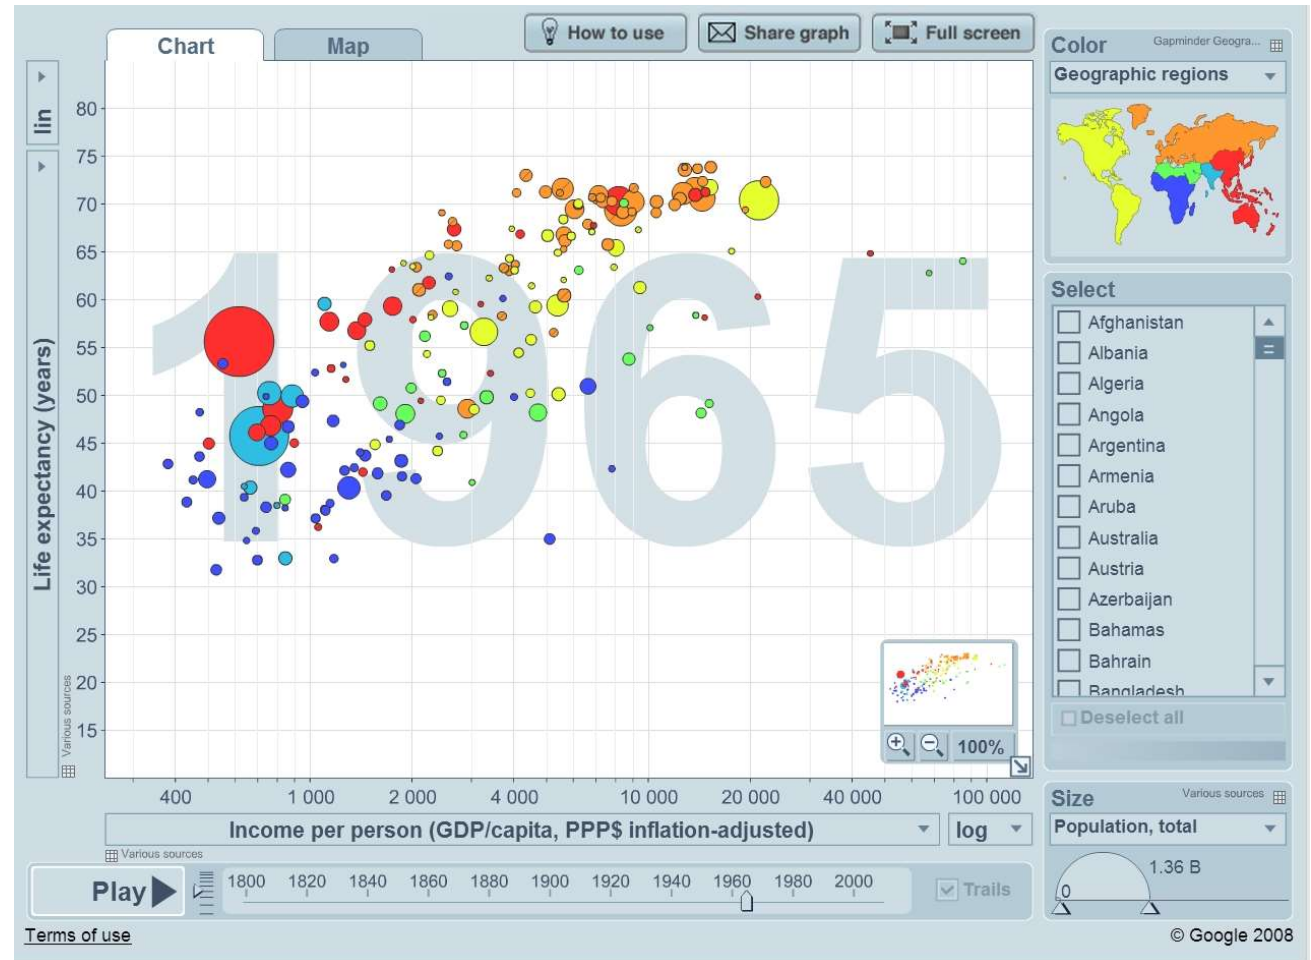 Chart
Map
How to use
Share graph
Full screen
lin
Life expectancy (years)
Various sources
1965
80
75
70
65
60
55
50
45
40
35
30
25
20
15
100%
400
1 000
2 000
4 000
10 000
20 000
40 000
100 000
Income per person (GDP/capita, PPP$ inflation-adjusted)
log
Various sources
Play
1800 1820 1840 1860 1880 1900 1920 1940 1960 1980 2000
Trails
Color
Gapminder Geogra...
Geographic regions
Select
Afghanistan
Albania
Algeria
Angola
Argentina
Armenia
Aruba
Australia
Austria
Azerbaijan
Bahamas
Bahrain
Bangladesh
Deselect all
Size
Various sources
Population, total
1.36 B
0
Terms of use
© Google 2008